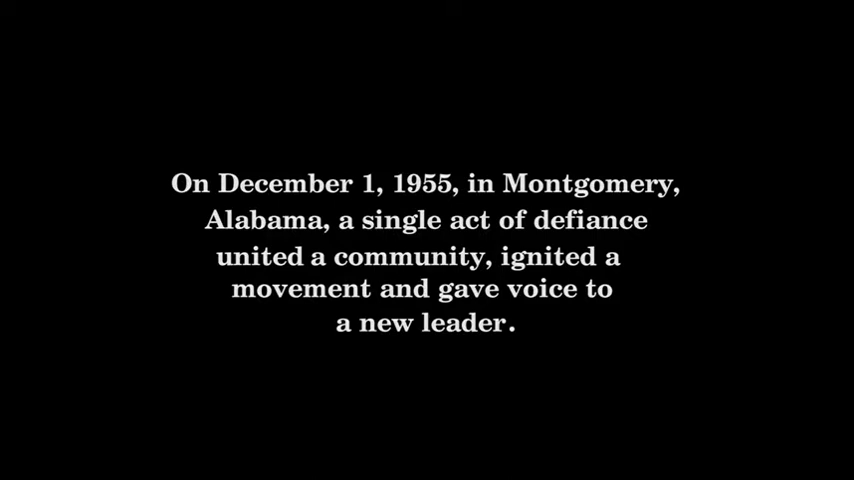 On December 1, 1955, in Montgomery,
Alabama, a single act of defiance
united a community, ignited a
movement and gave voice to
a new leader.